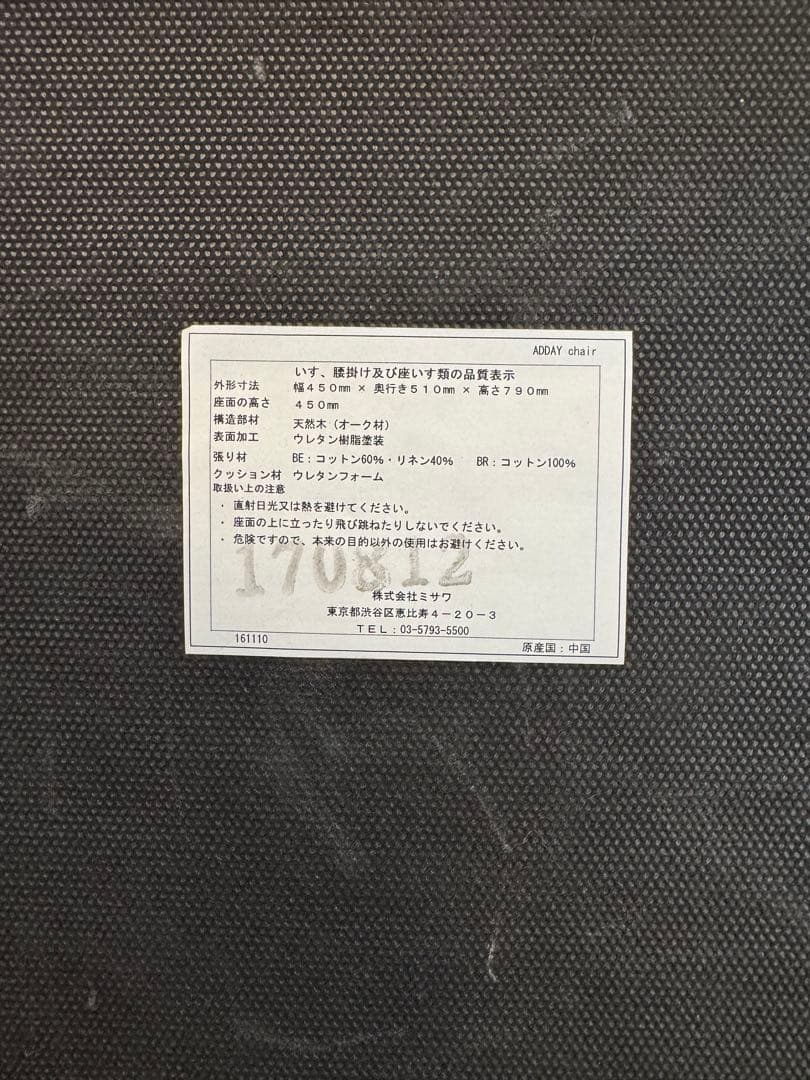 ADDAY chair
いす、腰掛け及び座いす類の品質表示
外形寸法 幅450㎜ × 奥行き510㎜ × 高さ790㎜
座面の高さ 450㎜
構造部材 天然木(オーク材)
表面加工 ウレタン樹脂塗装
張り材 BE:コットン60%・リネン40% BR:コットン100%
クッション材 ウレタンフォーム
取扱い上の注意
・ 直射日光又は熱を避けてください。
・ 座面の上に立ったり飛び跳ねたりしないでください。
・ 危険ですので、本来の目的以外の使用はお避けください。
170812
株式会社ミサワ
東京都渋谷区恵比寿4-20-3
TEL:03-5793-5500
161110 原産国:中国